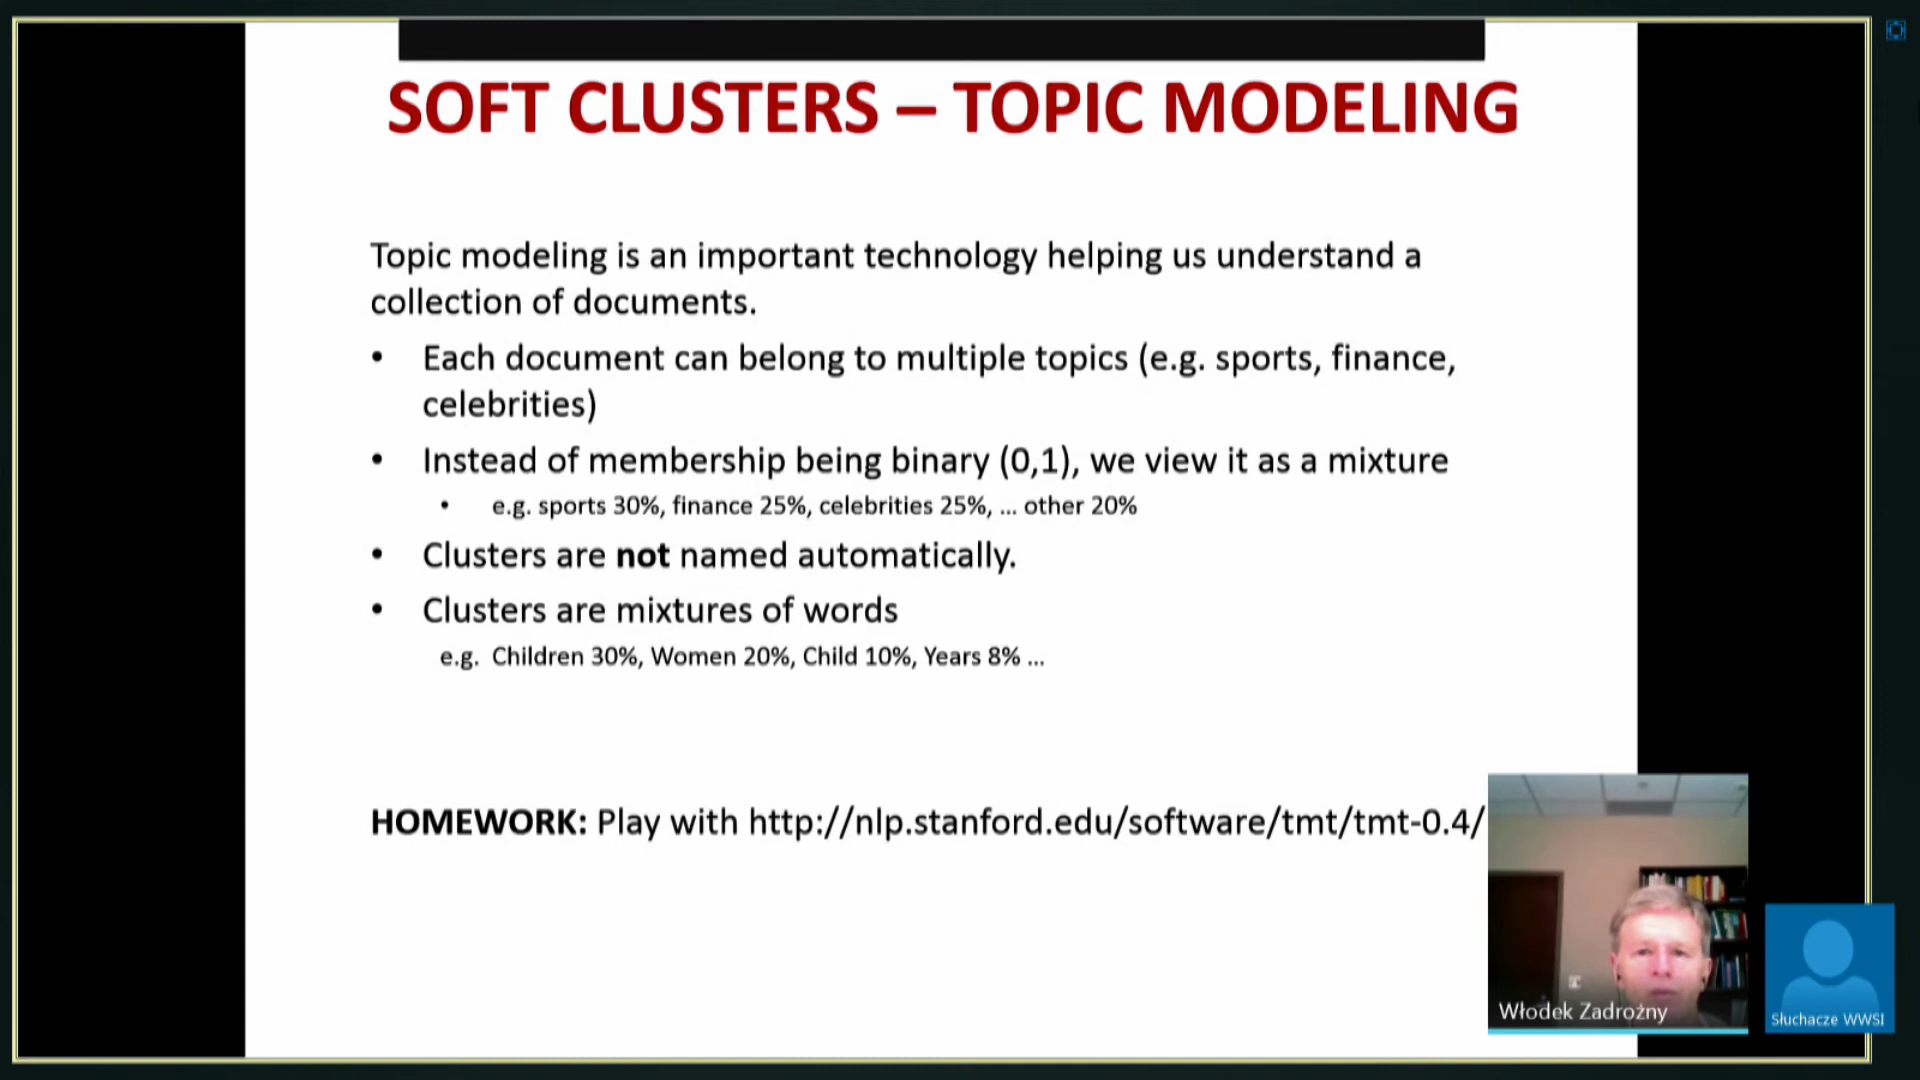 SOFT CLUSTERS – TOPIC MODELING
Topic modeling is an important technology helping us understand a
collection of documents.
• Each document can belong to multiple topics (e.g. sports, finance,
celebrities)
• Instead of membership being binary (0,1), we view it as a mixture
• e.g. sports 30%, finance 25%, celebrities 25%, ... other 20%
• Clusters are not named automatically.
• Clusters are mixtures of words
e.g. Children 30%, Women 20%, Child 10%, Years 8% ...
HOMEWORK: Play with http://nlp.stanford.edu/software/tmt/tmt-0.4/
Włodek Zadrożny
Słuchacze WWSI